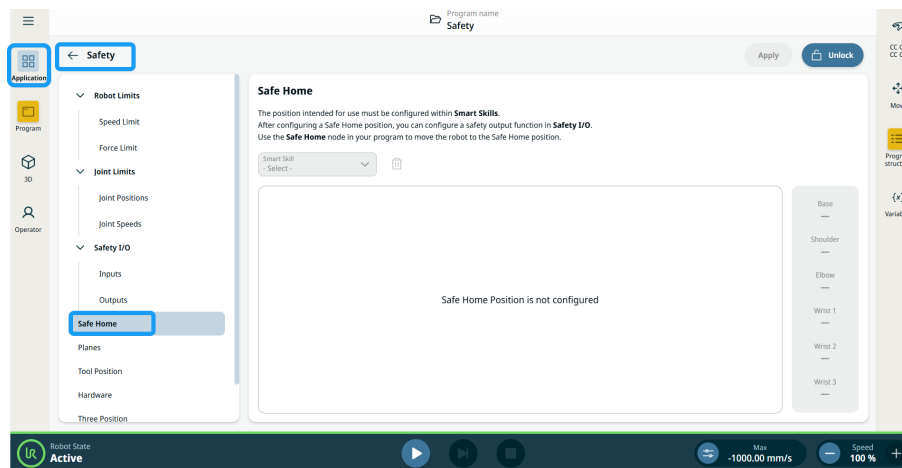 Program name
Safety
Application
Program
3D
Operator
Safety
Apply
Unlock
Robot Limits
Speed Limit
Force Limit
Joint Limits
Joint Positions
Joint Speeds
Safety I/O
Inputs
Outputs
Safe Home
Planes
Tool Position
Hardware
Three Position
Safe Home
The position intended for use must be configured within Smart Skills.
After configuring a Safe Home position, you can configure a safety output function in Safety I/O.
Use the Safe Home node in your program to move the robot to the Safe Home position.
Smart Skill
- Select -
Safe Home Position is not configured
Base
—
Shoulder
—
Elbow
—
Wrist 1
—
Wrist 2
—
Wrist 3
—
CC
CC
Mov
Progr
struct
{x}
Variab
UR
Robot State
Active
Max
-1000.00 mm/s
Speed
100 %